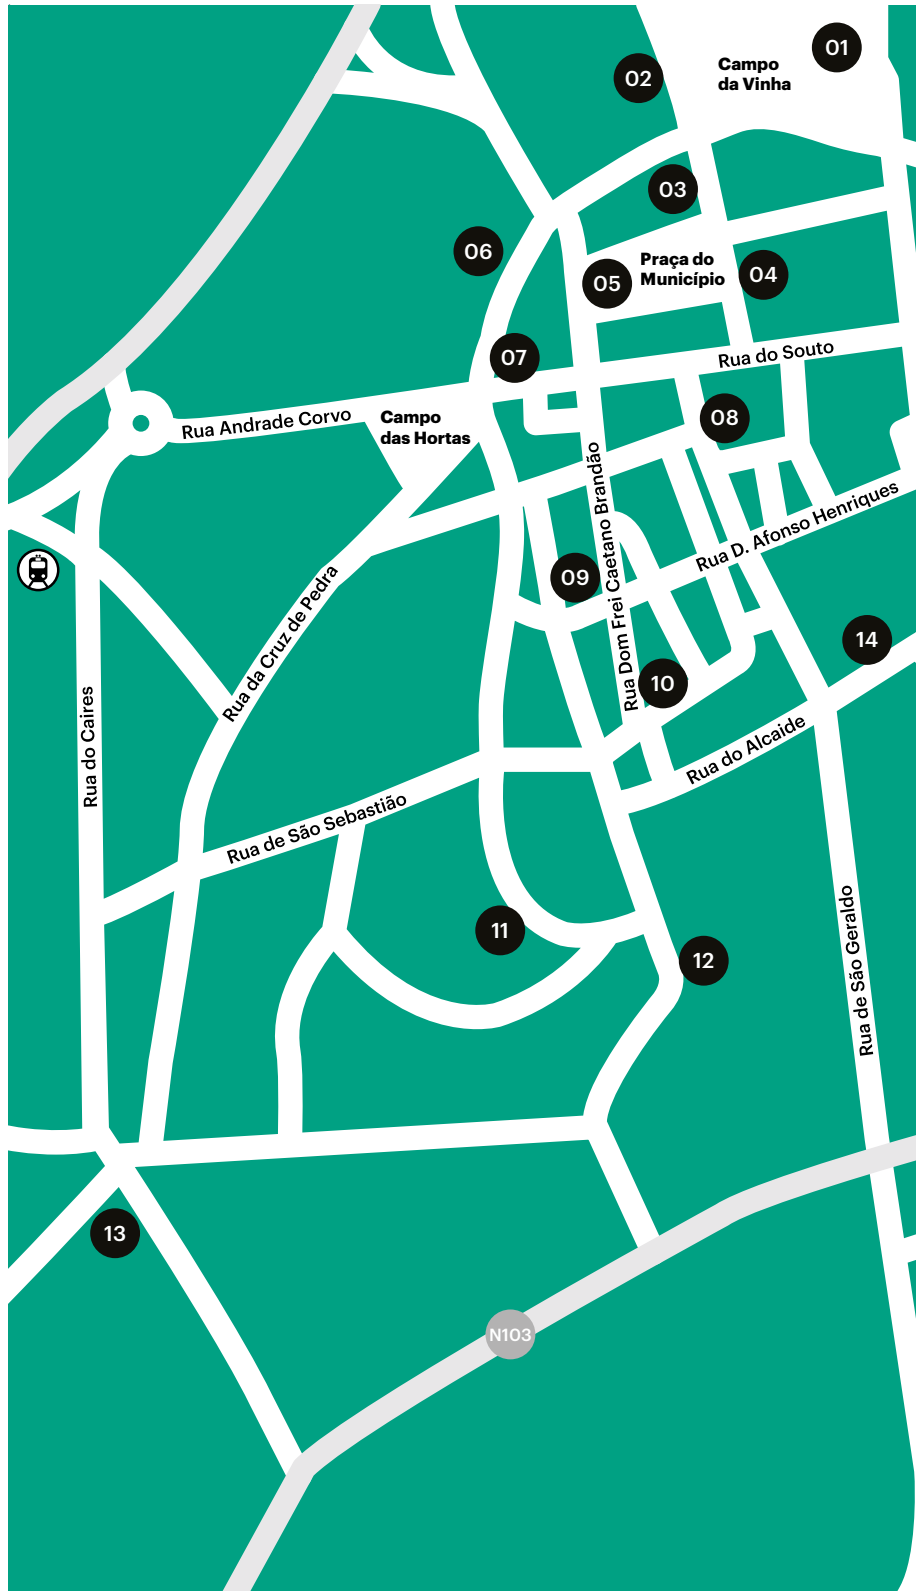 01
Campo
da Vinha
02
03
06
Praça do
Município
04
05
Rua do Souto
07
Rua Andrade Corvo
Campo
das Hortas
08
Rua Dom Frei Caetano Brandão
Rua D. Afonso Henriques
09
Rua da Cruz de Pedra
14
10
Rua do Caires
Rua do Alcaide
Rua de São Sebastião
11
12
Rua de São Geraldo
13
N103